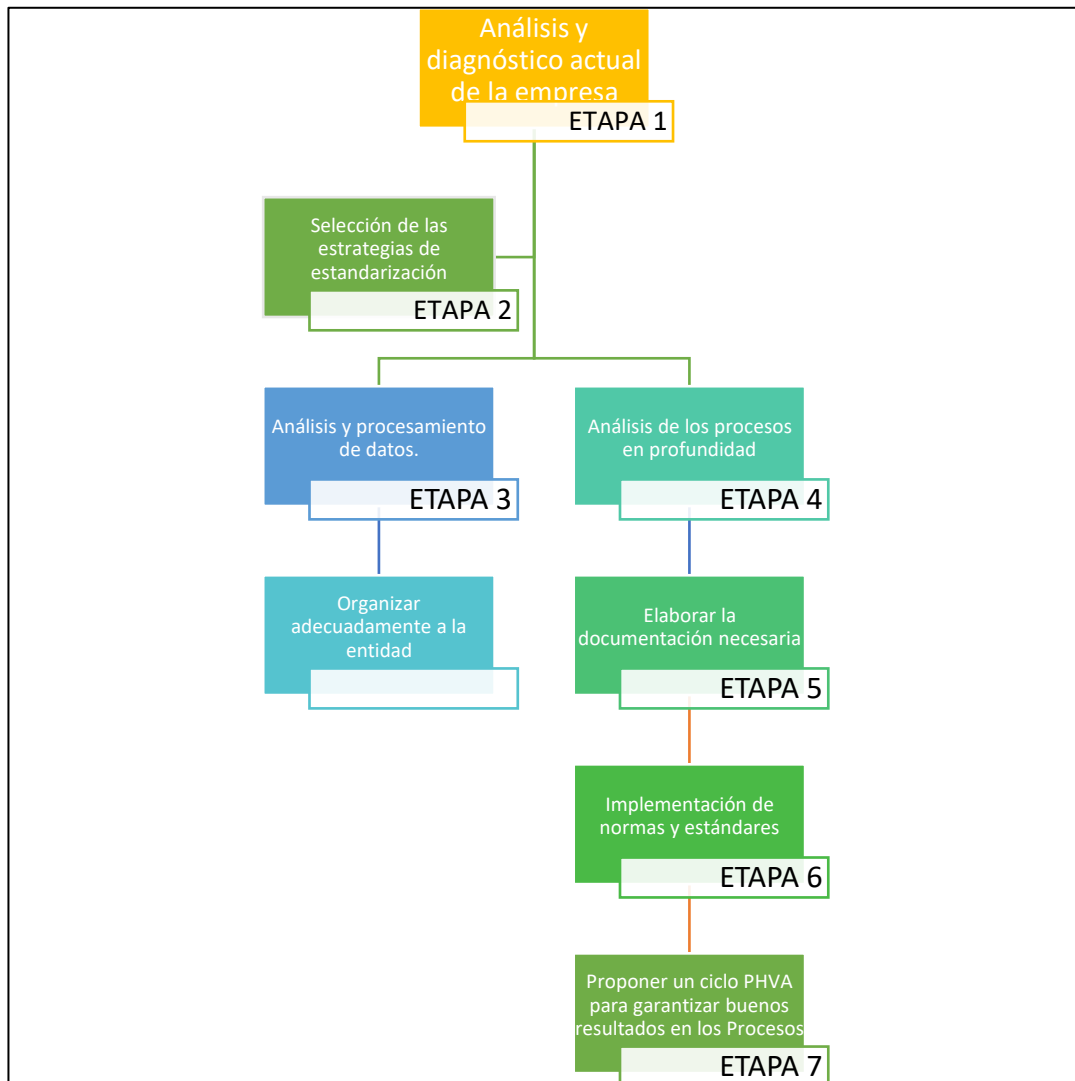 Análisis y
diagnóstico actual
de la empresa
ETAPA 1
Selección de las
estrategias de
estandarización
ETAPA 2
Análisis y procesamiento
de datos.
ETAPA 3
Análisis de los procesos
en profundidad
ETAPA 4
Organizar
adecuadamente a la
entidad
Elaborar la
documentación necesaria
ETAPA 5
Implementación de
normas y estándares
ETAPA 6
Proponer un ciclo PHVA
para garantizar buenos
resultados en los Procesos
ETAPA 7